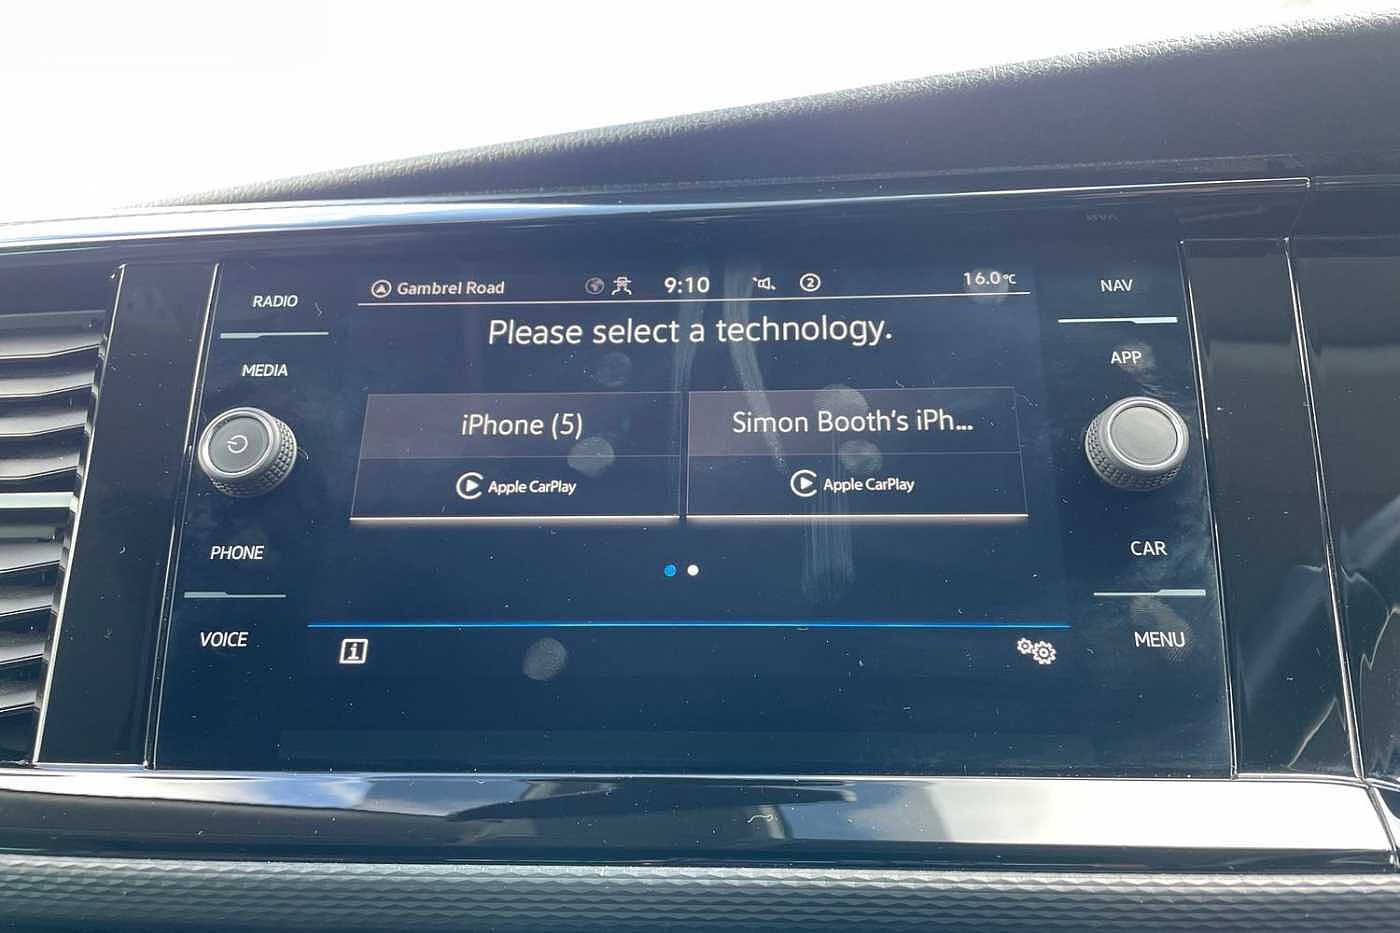 RADIO
MEDIA
PHONE
VOICE
Gambrel Road
9:10
2
16.0°C
Please select a technology.
iPhone (5)
Apple CarPlay
Simon Booth's iPh...
Apple CarPlay
i
NAV
APP
CAR
MENU